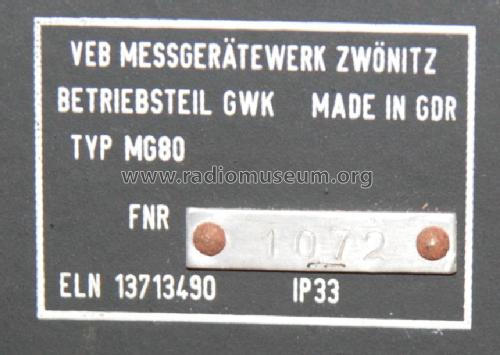 VEB MESSGERÄTEWERK ZWÖNITZ
BETRIEBSTEIL GWK MADE IN GDR
TYP MG80
www.radiomuseum.org
FNR 1072
ELN 13713490 IP33